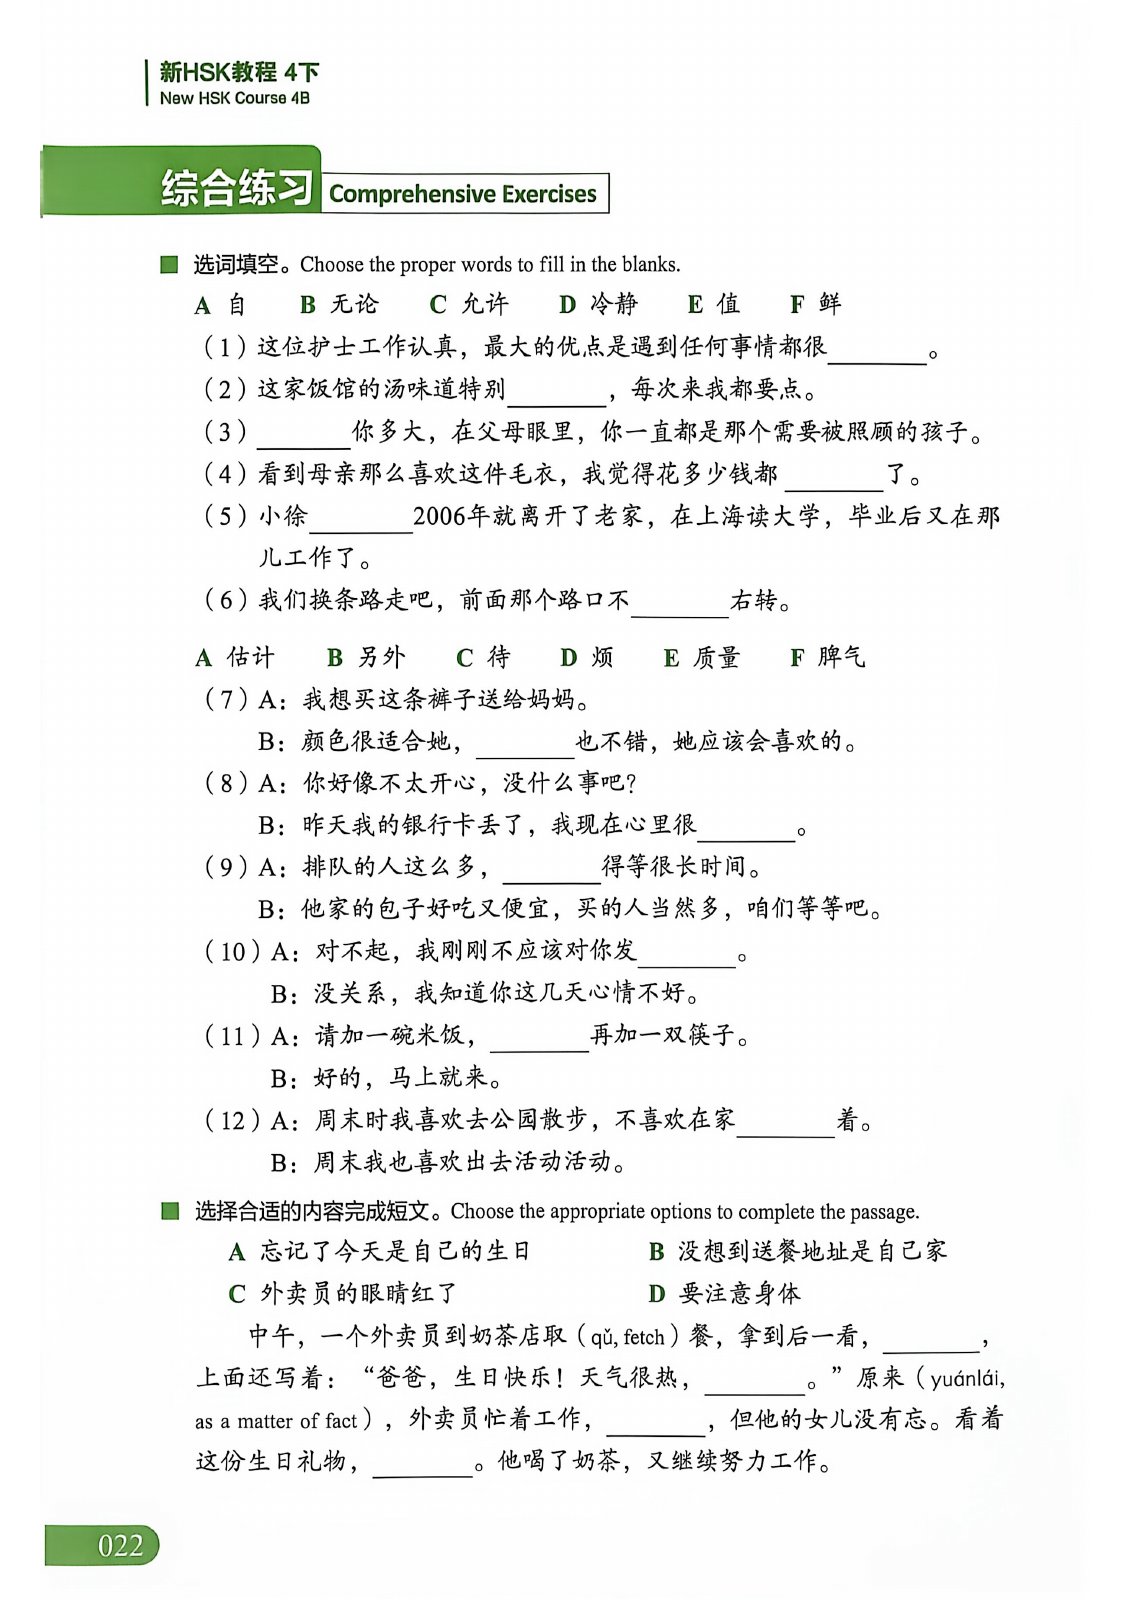 新HSK教程 4下
New HSK Course 4B
综合练习 Comprehensive Exercises
选词填空。Choose the proper words to fill in the blanks.
A 自 B 无论 C 允许 D 冷静 E 值 F 鲜
（1）这位护士工作认真，最大的优点是遇到任何事情都很________。
（2）这家饭馆的汤味道特别________，每次来我都要点。
（3）________你多大，在父母眼里，你一直都是那个需要被照顾的孩子。
（4）看到母亲那么喜欢这件毛衣，我觉得花多少钱都________了。
（5）小徐________2006年就离开了老家，在上海读大学，毕业后又在那
儿工作了。
（6）我们换条路走吧，前面那个路口不________右转。
A 估计 B 另外 C 待 D 烦 E 质量 F 脾气
（7）A：我想买这条裤子送给妈妈。
B：颜色很适合她，________也不错，她应该会喜欢的。
（8）A：你好像不太开心，没什么事吧？
B：昨天我的银行卡丢了，我现在心里很________。
（9）A：排队的人这么多，________得等很长时间。
B：他家的包子好吃又便宜，买的人当然多，咱们等等吧。
（10）A：对不起，我刚刚不应该对你发________。
B：没关系，我知道你这几天心情不好。
（11）A：请加一碗米饭，________再加一双筷子。
B：好的，马上就来。
（12）A：周末时我喜欢去公园散步，不喜欢在家________着。
B：周末我也喜欢出去活动活动。
选择合适的内容完成短文。Choose the appropriate options to complete the passage.
A 忘记了今天是自己的生日 B 没想到送餐地址是自己家
C 外卖员的眼睛红了 D 要注意身体
中午，一个外卖员到奶茶店取（qǔ, fetch）餐，拿到后一看，________，
上面还写着：“爸爸，生日快乐！天气很热，________。”原来（yuánlái,
as a matter of fact），外卖员忙着工作，________，但他的女儿没有忘。看着
这份生日礼物，________。他喝了奶茶，又继续努力工作。
022